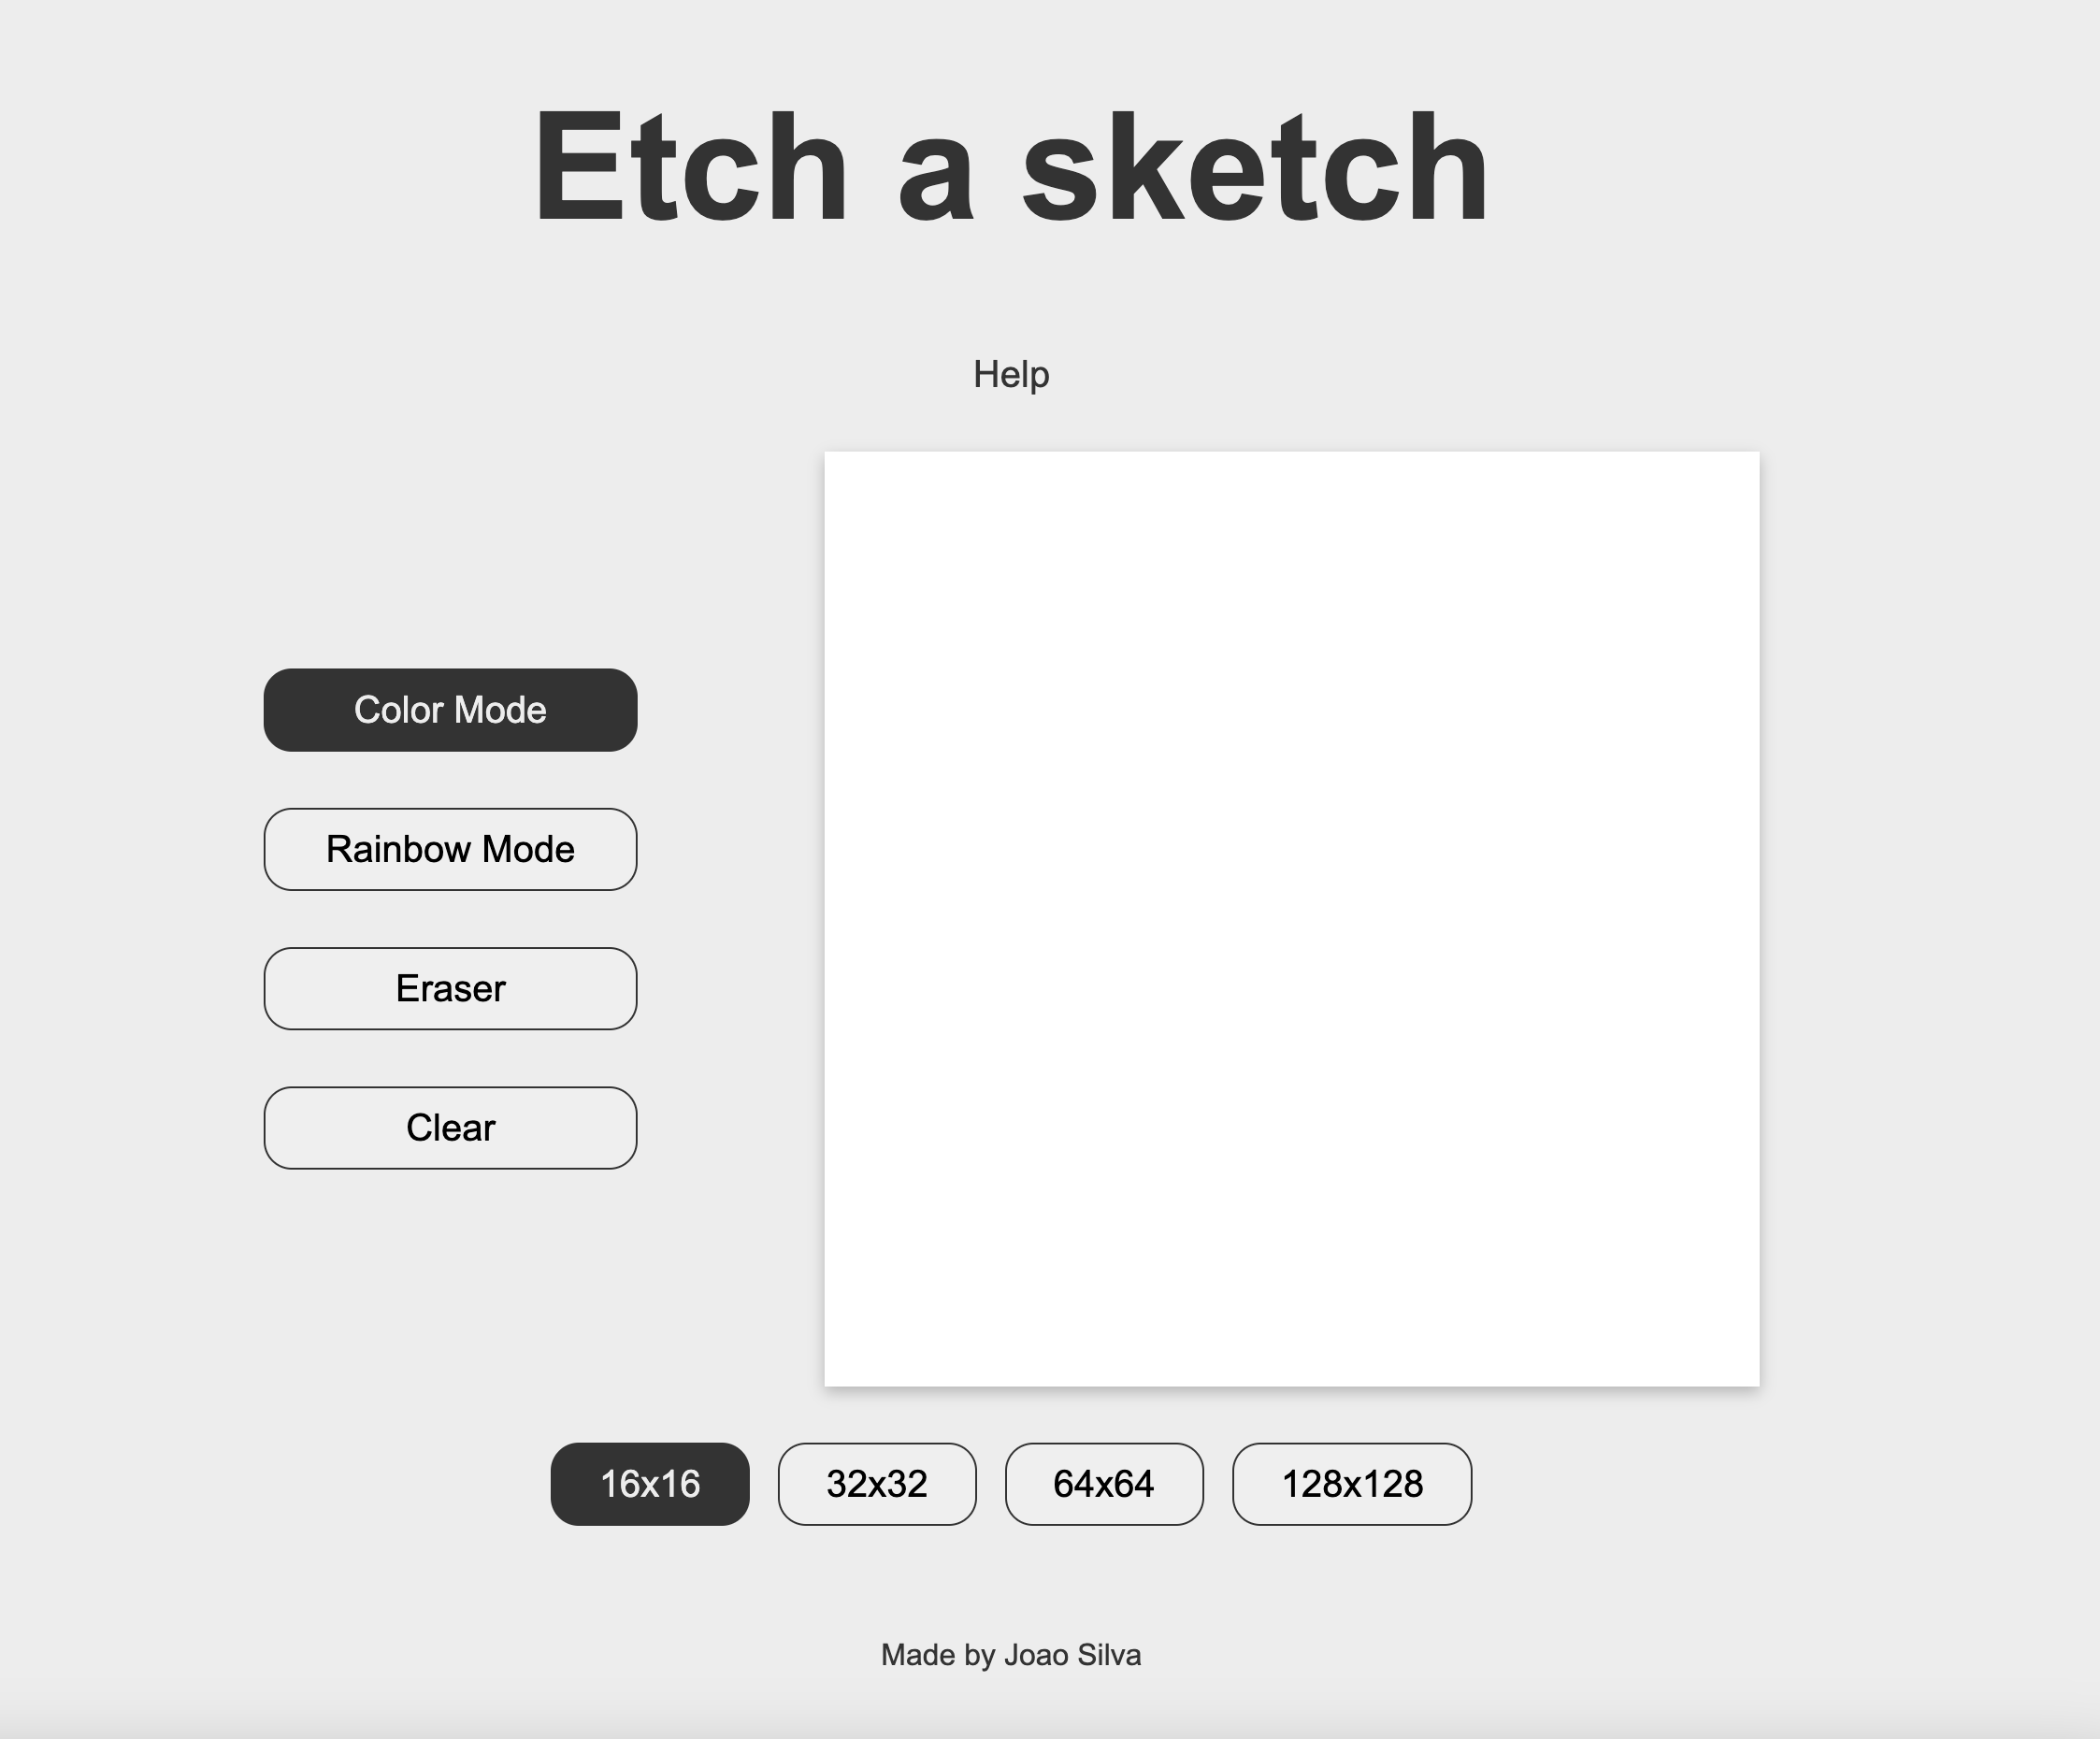 Etch a sketch
Help
Color Mode
Rainbow Mode
Eraser
Clear
16x16
32x32
64x64
128x128
Made by Joao Silva